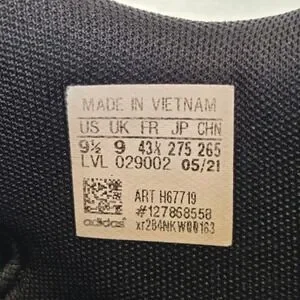 MADE IN VIETNAM
US UK FR JP CHN
9½ 9 43⅓ 275 265
LVL 029002 05/21
ART H67719
#127868558
adidas xr284NKW00163